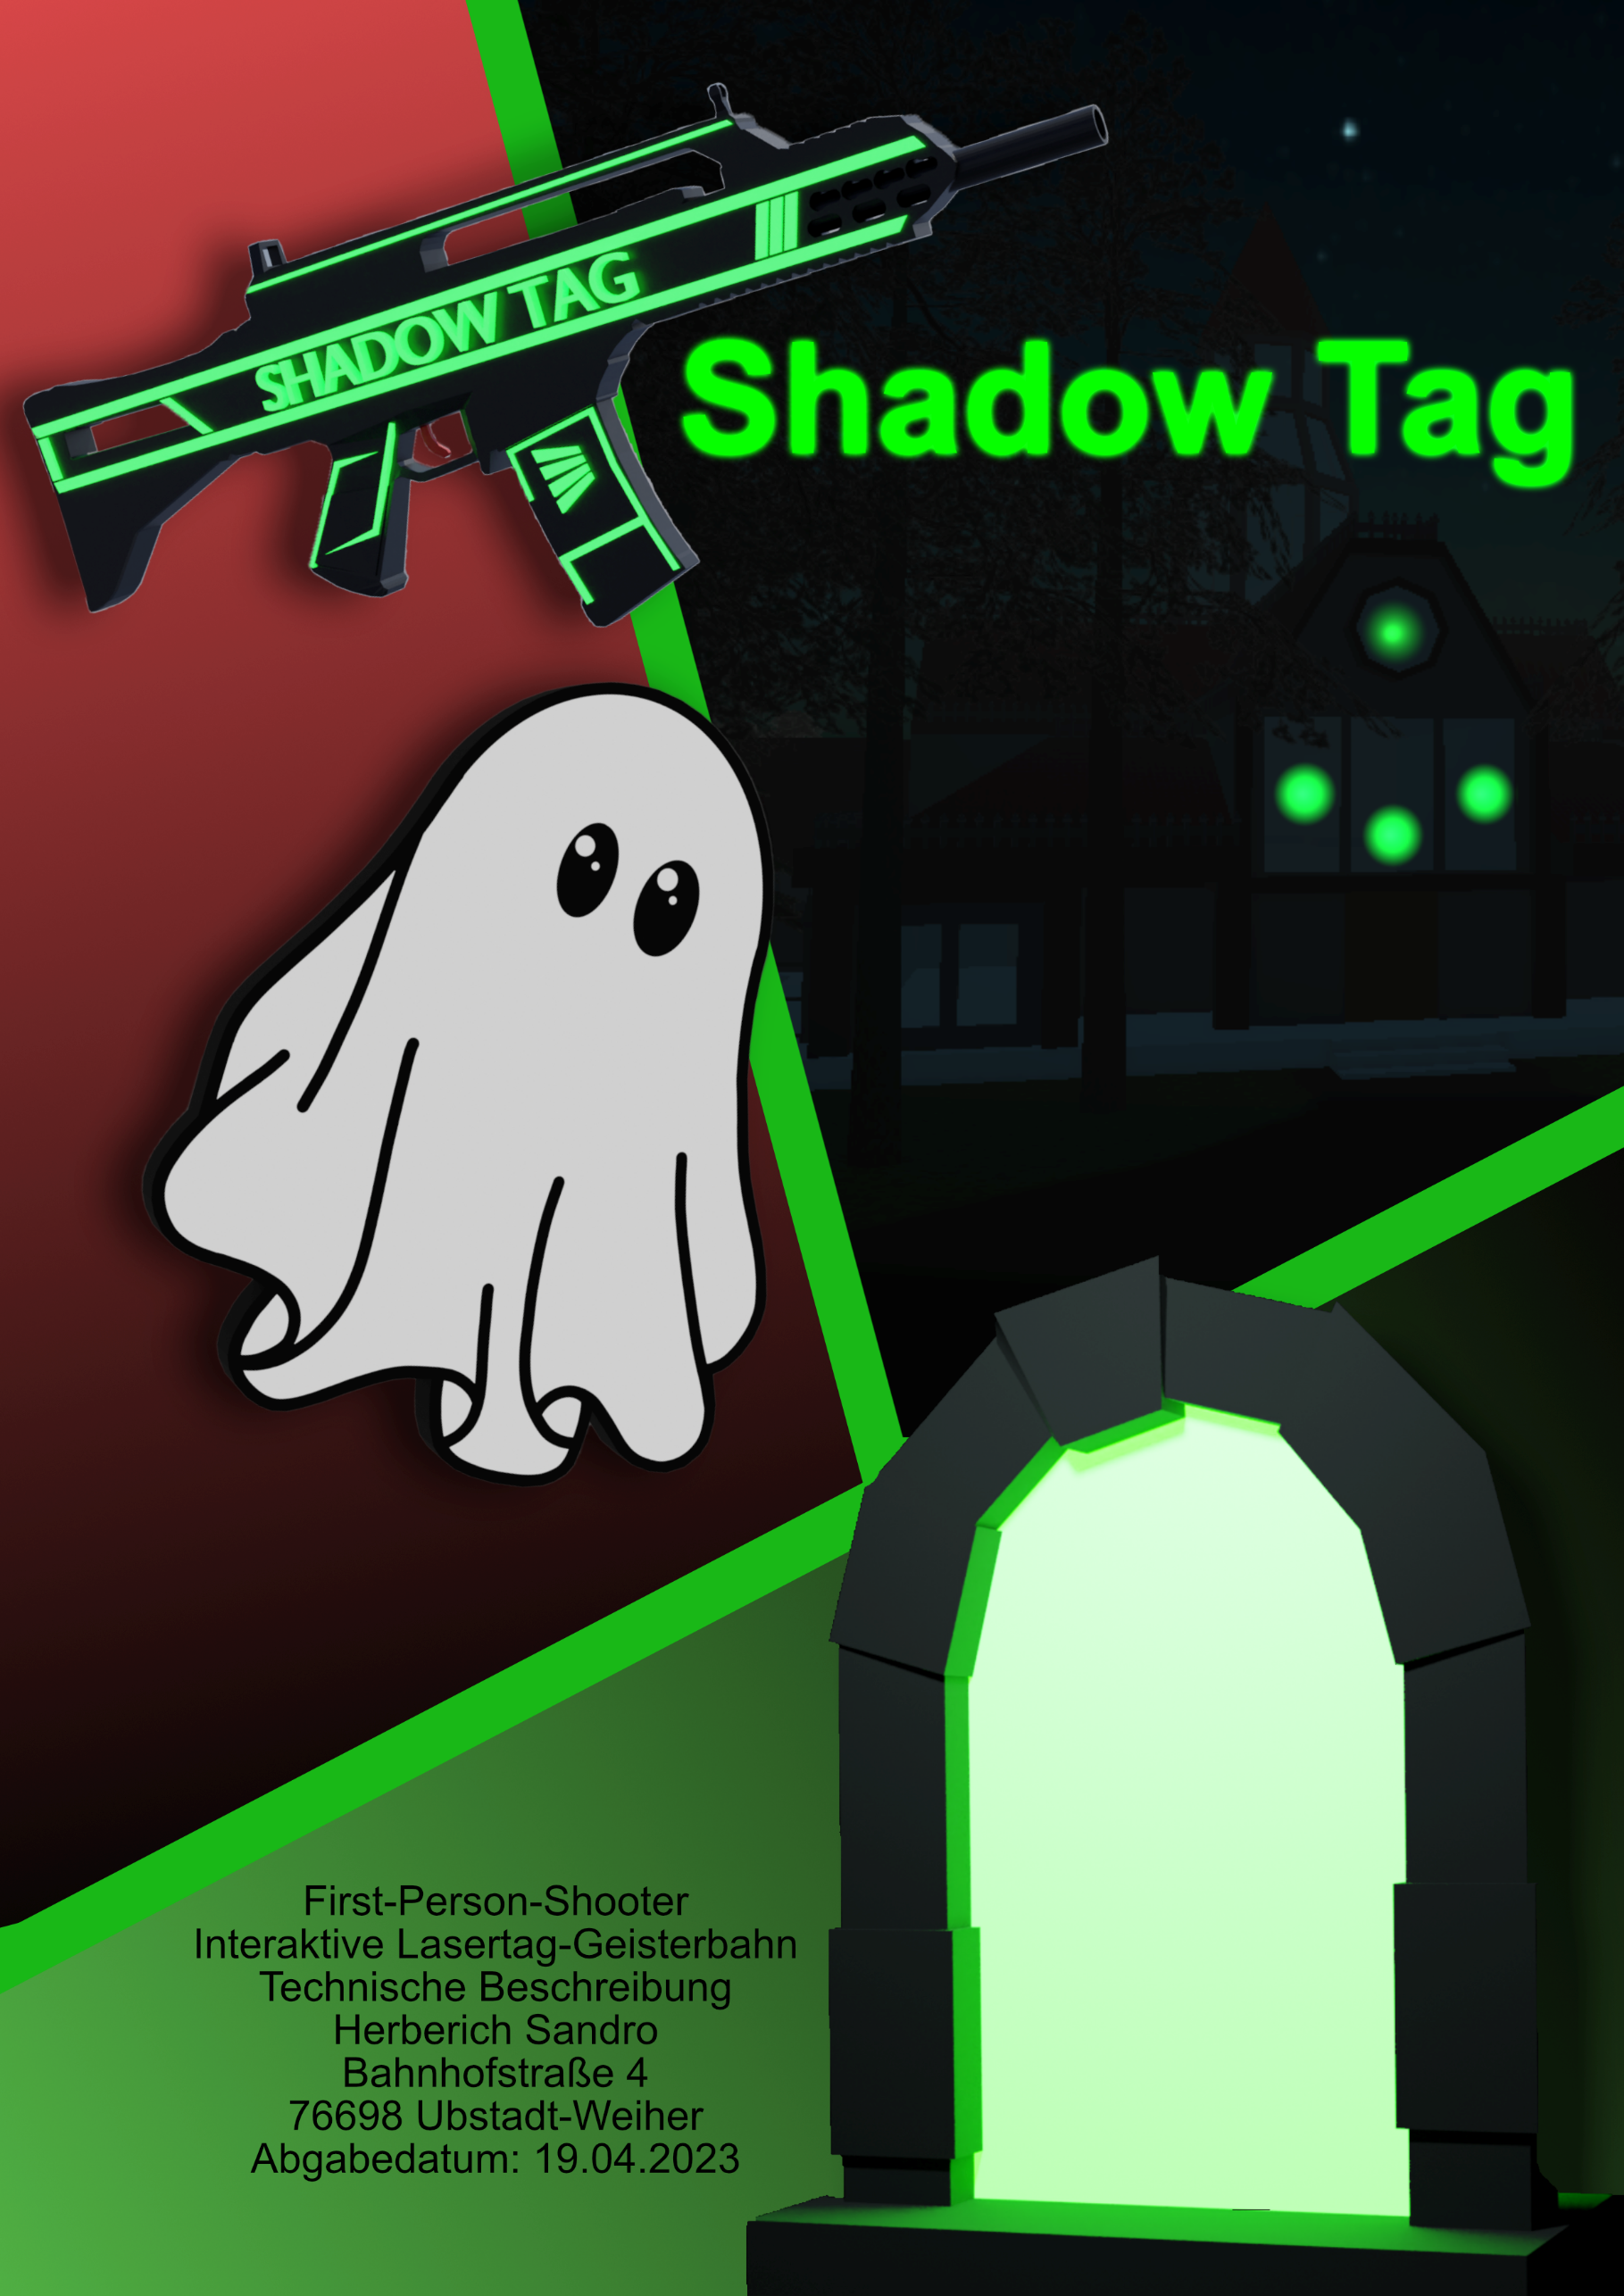 SHADOW TAG
Shadow Tag
First-Person-Shooter
Interaktive Lasertag-Geisterbahn
Technische Beschreibung
Herberich Sandro
Bahnhofstraße 4
76698 Ubstadt-Weiher
Abgabedatum: 19.04.2023